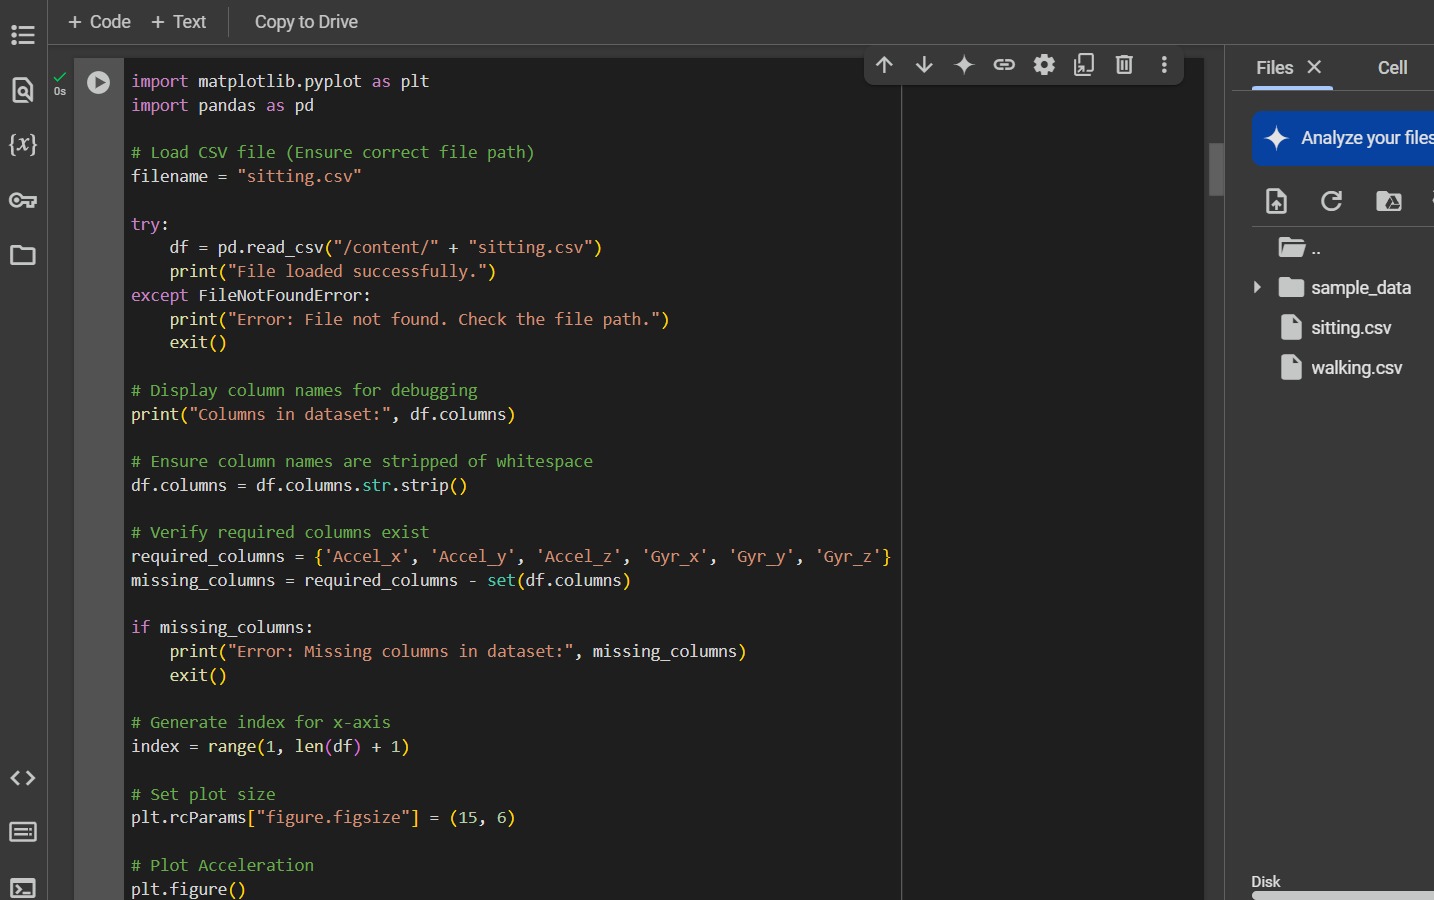 + Code + Text Copy to Drive
Files Cell
0s
import matplotlib.pyplot as plt
import pandas as pd
# Load CSV file (Ensure correct file path)
filename = "sitting.csv"
try:
    df = pd.read_csv("/content/" + "sitting.csv")
    print("File loaded successfully.")
except FileNotFoundError:
    print("Error: File not found. Check the file path.")
    exit()
# Display column names for debugging
print("Columns in dataset:", df.columns)
# Ensure column names are stripped of whitespace
df.columns = df.columns.str.strip()
# Verify required columns exist
required_columns = {'Accel_x', 'Accel_y', 'Accel_z', 'Gyr_x', 'Gyr_y', 'Gyr_z'}
missing_columns = required_columns - set(df.columns)
if missing_columns:
    print("Error: Missing columns in dataset:", missing_columns)
    exit()
# Generate index for x-axis
index = range(1, len(df) + 1)
# Set plot size
plt.rcParams["figure.figsize"] = (15, 6)
# Plot Acceleration
plt.figure()
{x}
Analyze your files
..
sample_data
sitting.csv
walking.csv
Disk